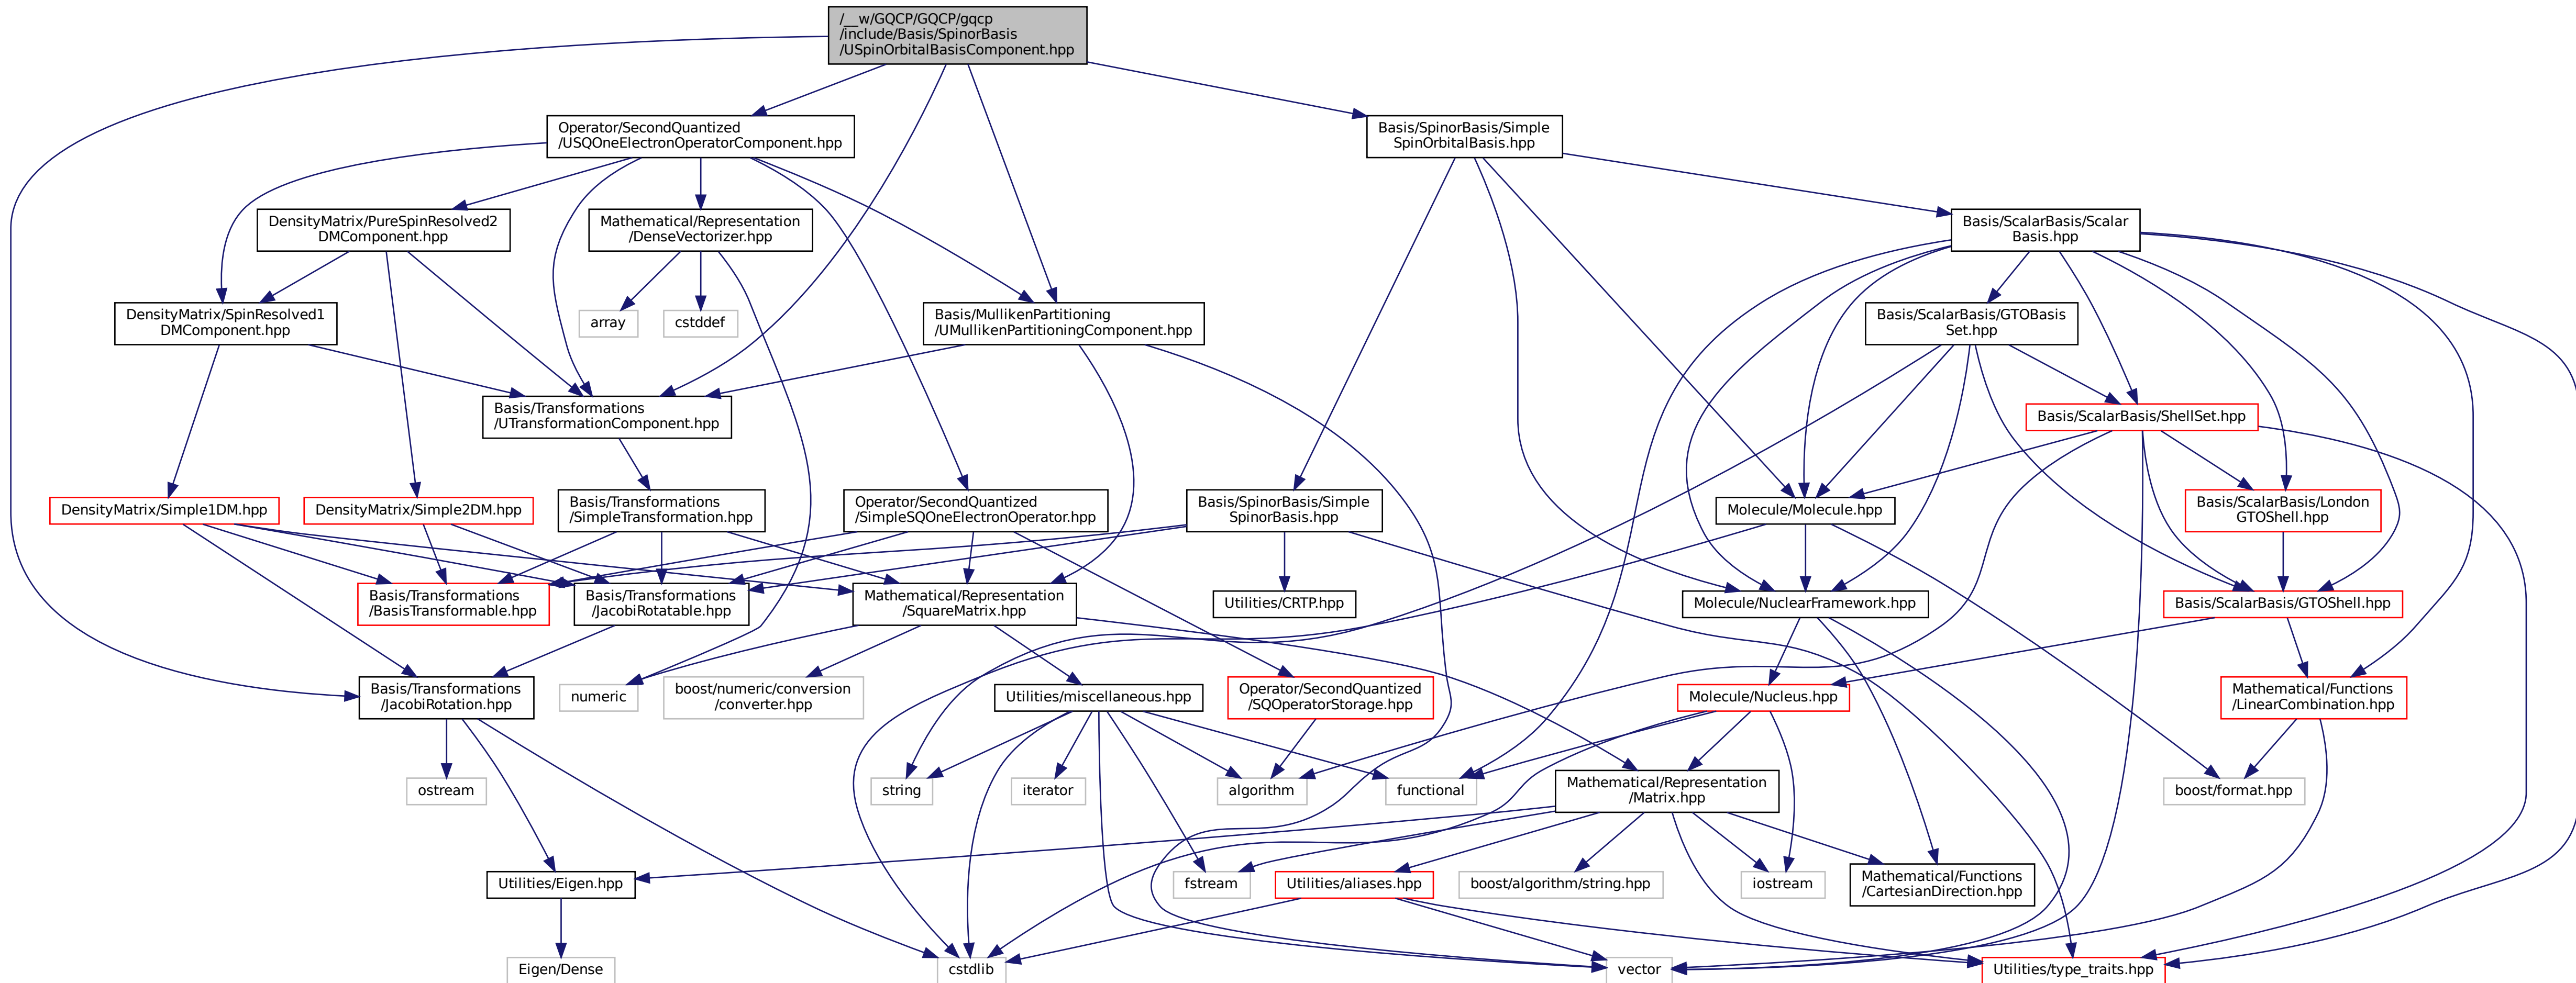 /__w/GQCP/GQCP/gqcp
/include/Basis/SpinorBasis
/USpinOrbitalBasisComponent.hpp
Operator/SecondQuantized
/USQOneElectronOperatorComponent.hpp
Basis/SpinorBasis/Simple
SpinOrbitalBasis.hpp
DensityMatrix/PureSpinResolved2
DMComponent.hpp
Mathematical/Representation
/DenseVectorizer.hpp
Basis/ScalarBasis/Scalar
Basis.hpp
DensityMatrix/SpinResolved1
DMComponent.hpp
array
cstddef
Basis/MullikenPartitioning
/UMullikenPartitioningComponent.hpp
Basis/ScalarBasis/GTOBasis
Set.hpp
Basis/Transformations
/UTransformationComponent.hpp
Basis/ScalarBasis/ShellSet.hpp
DensityMatrix/Simple1DM.hpp
DensityMatrix/Simple2DM.hpp
Basis/Transformations
/SimpleTransformation.hpp
Operator/SecondQuantized
/SimpleSQOneElectronOperator.hpp
Basis/SpinorBasis/Simple
SpinorBasis.hpp
Molecule/Molecule.hpp
Basis/ScalarBasis/London
GTOShell.hpp
Basis/Transformations
/BasisTransformable.hpp
Basis/Transformations
/JacobiRotatable.hpp
Mathematical/Representation
/SquareMatrix.hpp
Utilities/CRTP.hpp
Molecule/NuclearFramework.hpp
Basis/ScalarBasis/GTOShell.hpp
Basis/Transformations
/JacobiRotation.hpp
numeric
boost/numeric/conversion
/converter.hpp
Utilities/miscellaneous.hpp
Operator/SecondQuantized
/SQOperatorStorage.hpp
Molecule/Nucleus.hpp
Mathematical/Functions
/LinearCombination.hpp
ostream
string
iterator
algorithm
functional
Mathematical/Representation
/Matrix.hpp
boost/format.hpp
Utilities/Eigen.hpp
fstream
Utilities/aliases.hpp
boost/algorithm/string.hpp
iostream
Mathematical/Functions
/CartesianDirection.hpp
Eigen/Dense
cstdlib
vector
Utilities/type_traits.hpp